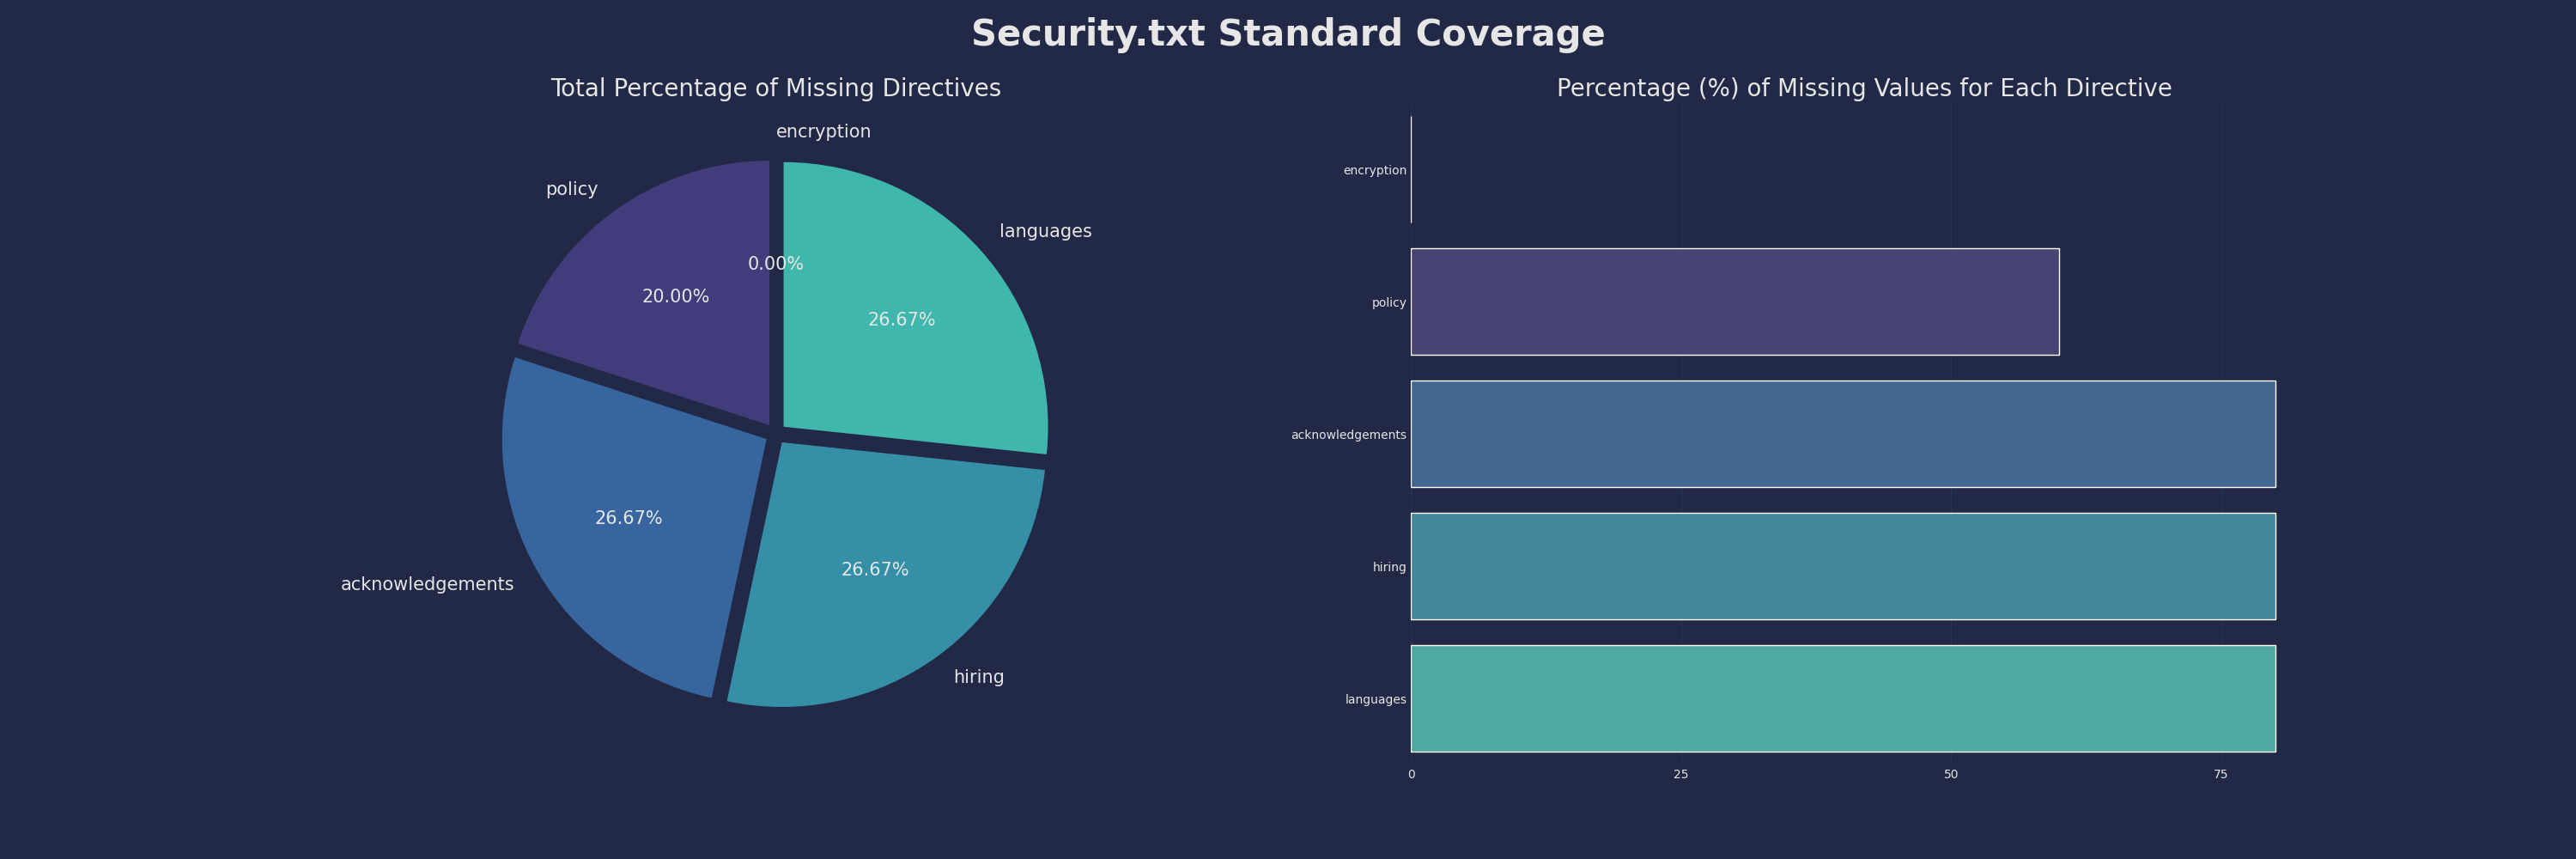 Security.txt Standard Coverage
Total Percentage of Missing Directives
encryption
policy
languages
0.00%
20.00%
26.67%
26.67%
26.67%
acknowledgements
hiring
Percentage (%) of Missing Values for Each Directive
encryption
policy
acknowledgements
hiring
languages
0 25 50 75